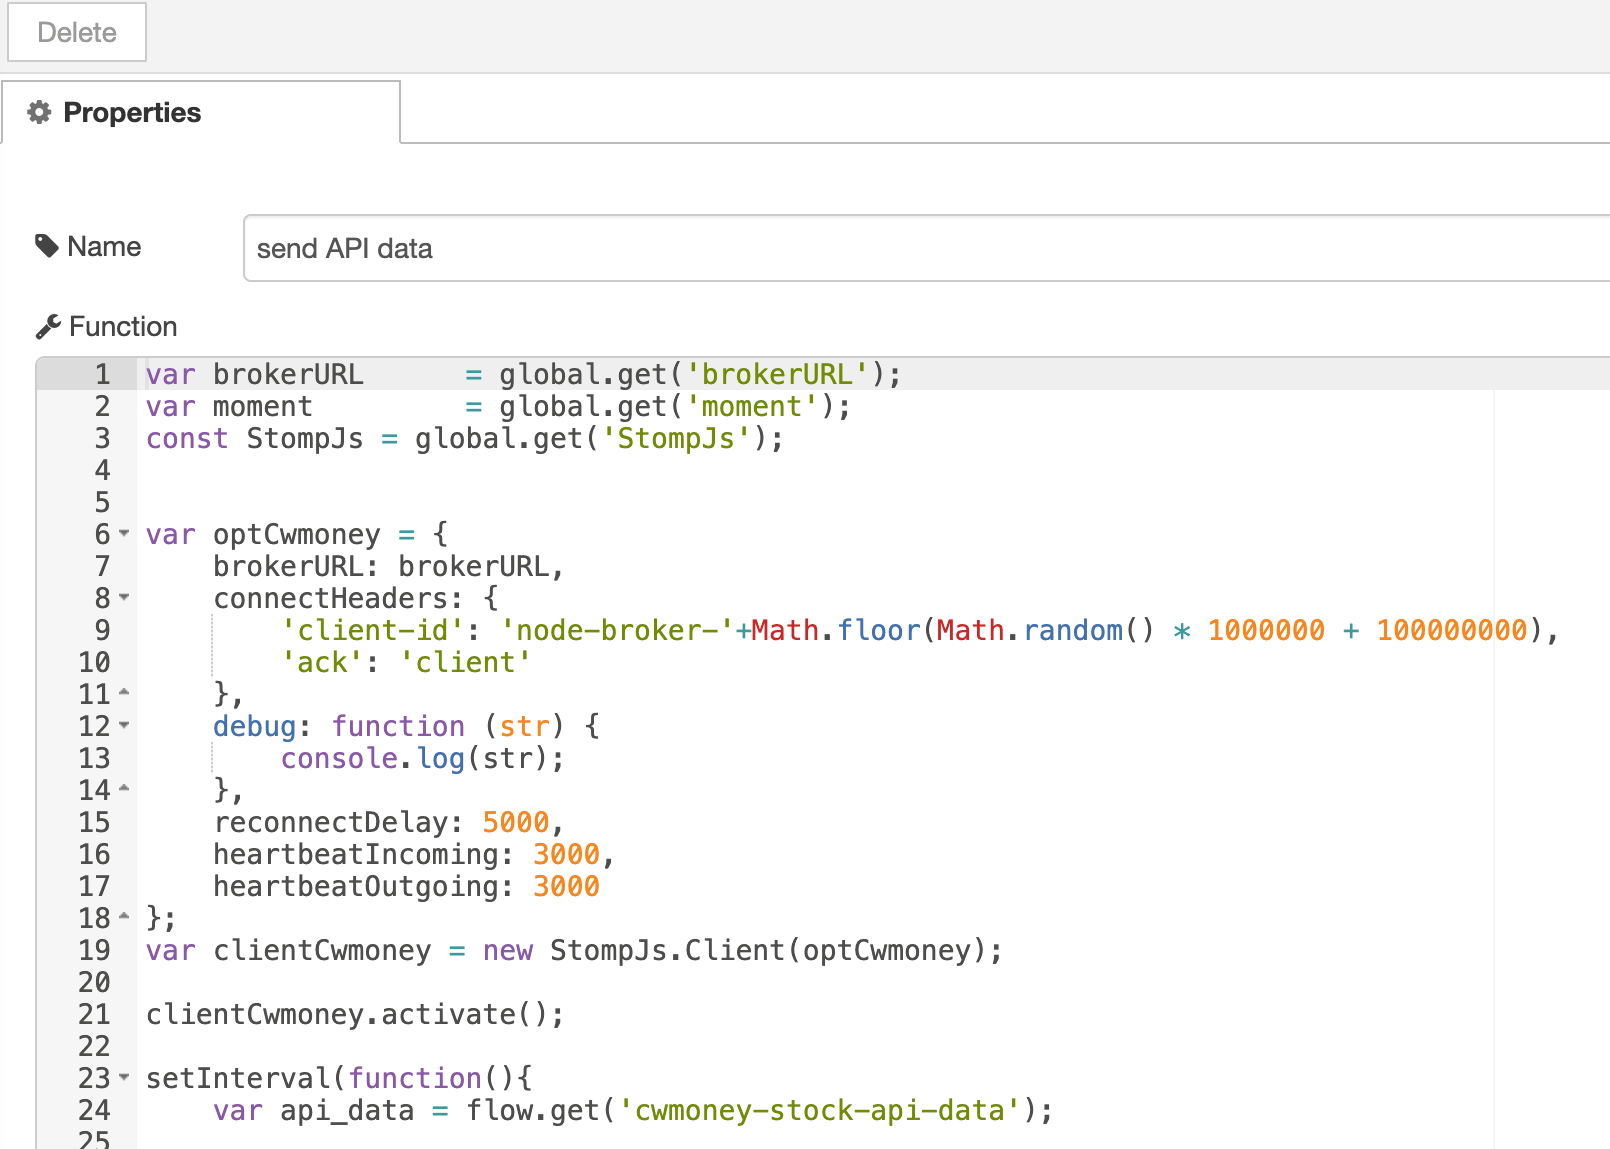 Delete
Properties
Name
send API data
Function
1 var brokerURL      = global.get('brokerURL');
2 var moment         = global.get('moment');
3 const StompJs = global.get('StompJs');
4
5
6 var optCwmoney = {
7     brokerURL: brokerURL,
8     connectHeaders: {
9         'client-id': 'node-broker-'+Math.floor(Math.random() * 1000000 + 100000000),
10         'ack': 'client'
11     },
12     debug: function (str) {
13         console.log(str);
14     },
15     reconnectDelay: 5000,
16     heartbeatIncoming: 3000,
17     heartbeatOutgoing: 3000
18 };
19 var clientCwmoney = new StompJs.Client(optCwmoney);
20
21 clientCwmoney.activate();
22
23 setInterval(function(){
24     var api_data = flow.get('cwmoney-stock-api-data');
25